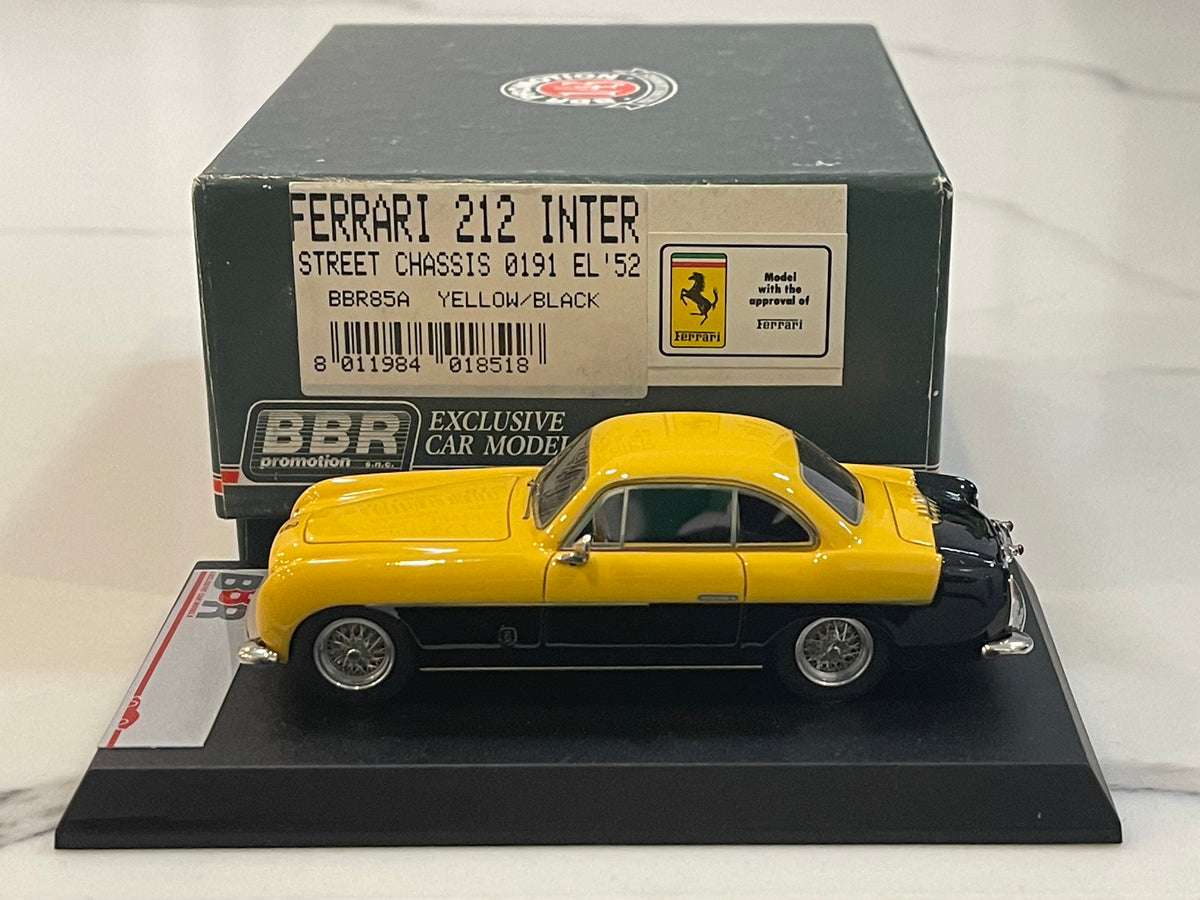 FERRARI 212 INTER
STREET CHASSIS 0191 EL'52
BBR85A YELLOW/BLACK
8 011984 018518
Model
with the
approval of
Ferrari
Ferrari
BBR
promotion s.n.c.
EXCLUSIVE
CAR MODEL
BBR